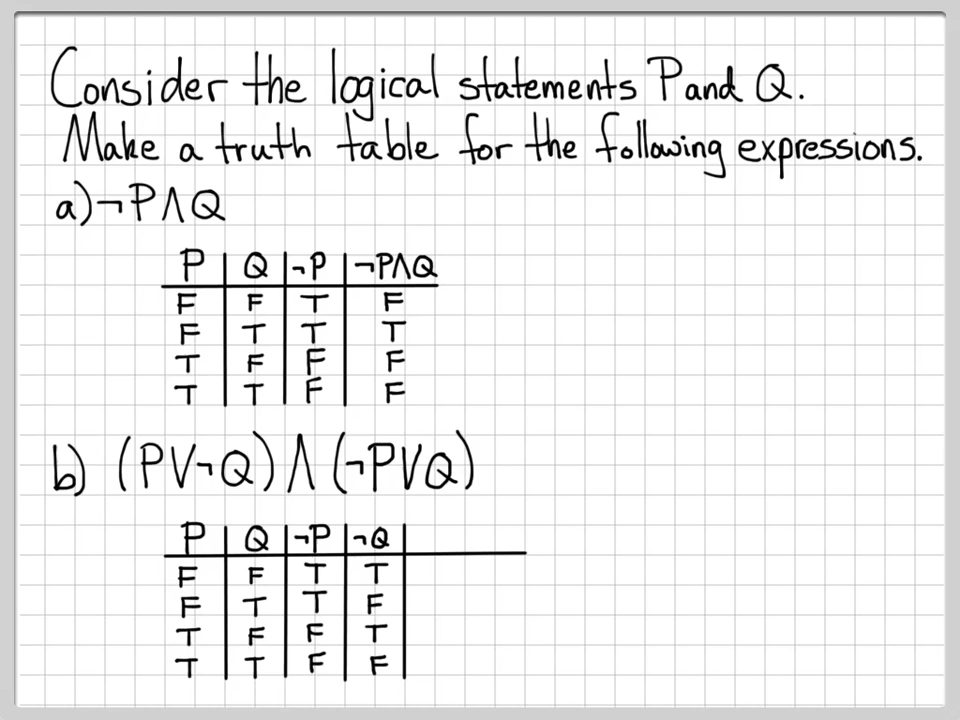 Consider the logical statements P and Q.
Make a truth table for the following expressions.
a) ¬P∧Q
P Q ¬P ¬P∧Q
F F T F
F T T T
T F F F
T T F F
b) (P∨¬Q)∧(¬P∨Q)
P Q ¬P ¬Q
F F T T
F T T F
T F F T
T T F F